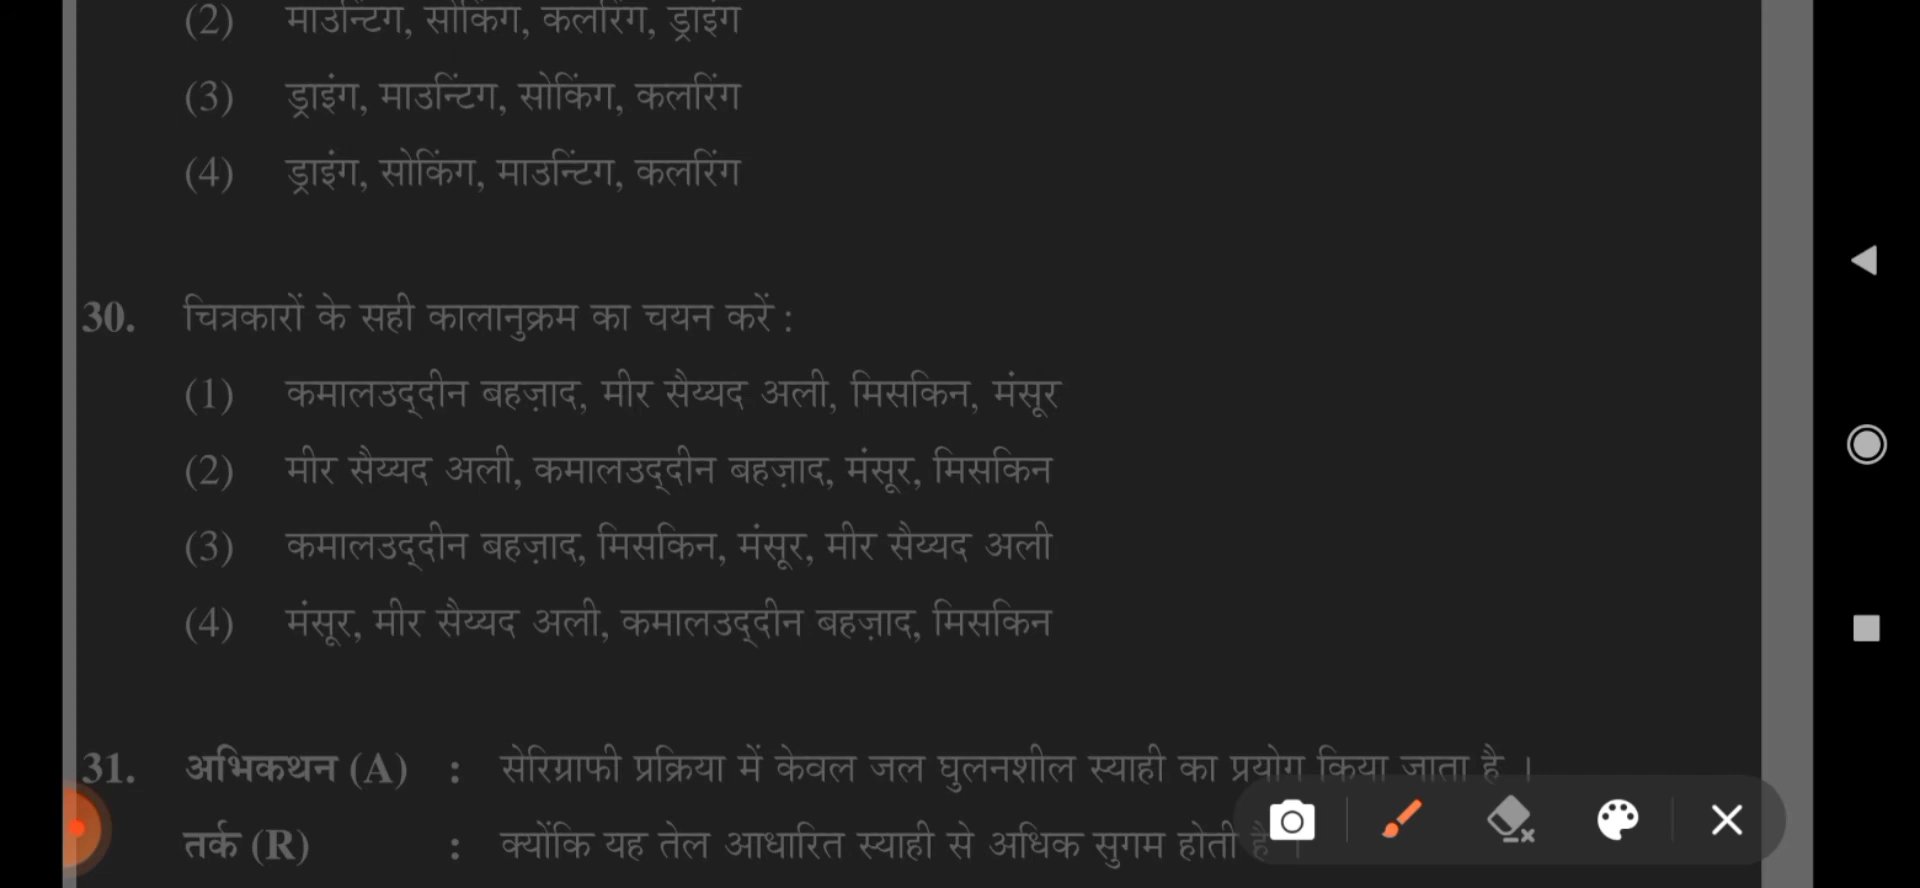 (2) माउन्टिंग, सोकिंग, कलरिंग, ड्राइंग
(3) ड्राइंग, माउन्टिंग, सोकिंग, कलरिंग
(4) ड्राइंग, सोकिंग, माउन्टिंग, कलरिंग
30. चित्रकारों के सही कालानुक्रम का चयन करें :
(1) कमालउद्‌दीन बहज़ाद, मीर सैय्यद अली, मिसकिन, मंसूर
(2) मीर सैय्यद अली, कमालउद्‌दीन बहज़ाद, मंसूर, मिसकिन
(3) कमालउद्‌दीन बहज़ाद, मिसकिन, मंसूर, मीर सैय्यद अली
(4) मंसूर, मीर सैय्यद अली, कमालउद्‌दीन बहज़ाद, मिसकिन
31. अभिकथन (A) : सेरिग्राफी प्रक्रिया में केवल जल घुलनशील स्याही का प्रयोग किया जाता है ।
तर्क (R) : क्योंकि यह तेल आधारित स्याही से अधिक सुगम होती है ।